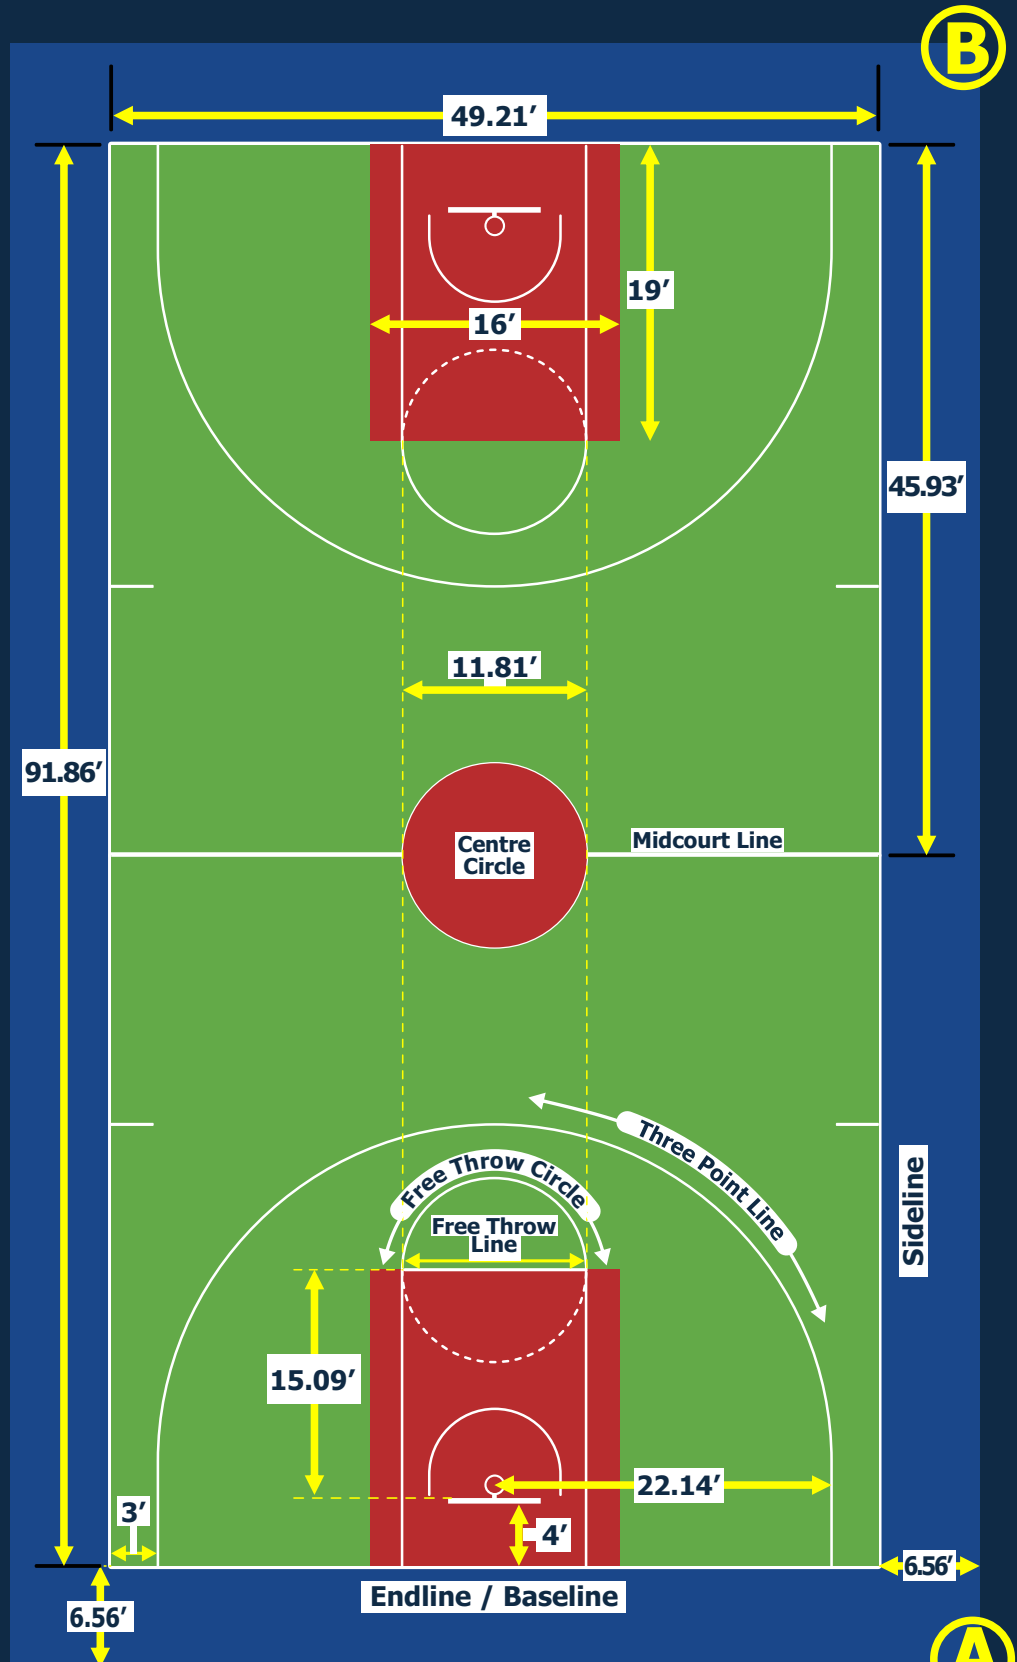 B
49.21’
19’
16’
45.93’
11.81’
91.86’
Midcourt Line
Centre
Circle
Three Point Line
Free Throw Circle
Sideline
Free Throw
Line
15.09’
22.14’
3’
4’
6.56’
Endline / Baseline
6.56’
A